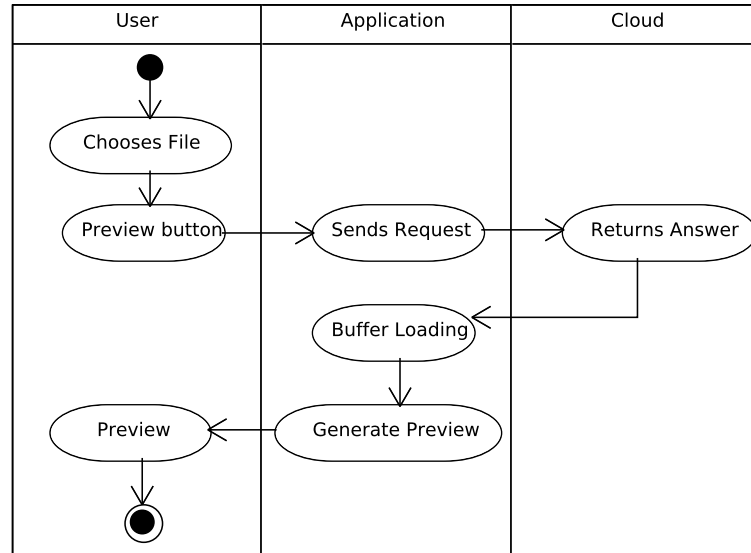 User
Application
Cloud
Chooses File
Preview button
Sends Request
Returns Answer
Buffer Loading
Preview
Generate Preview